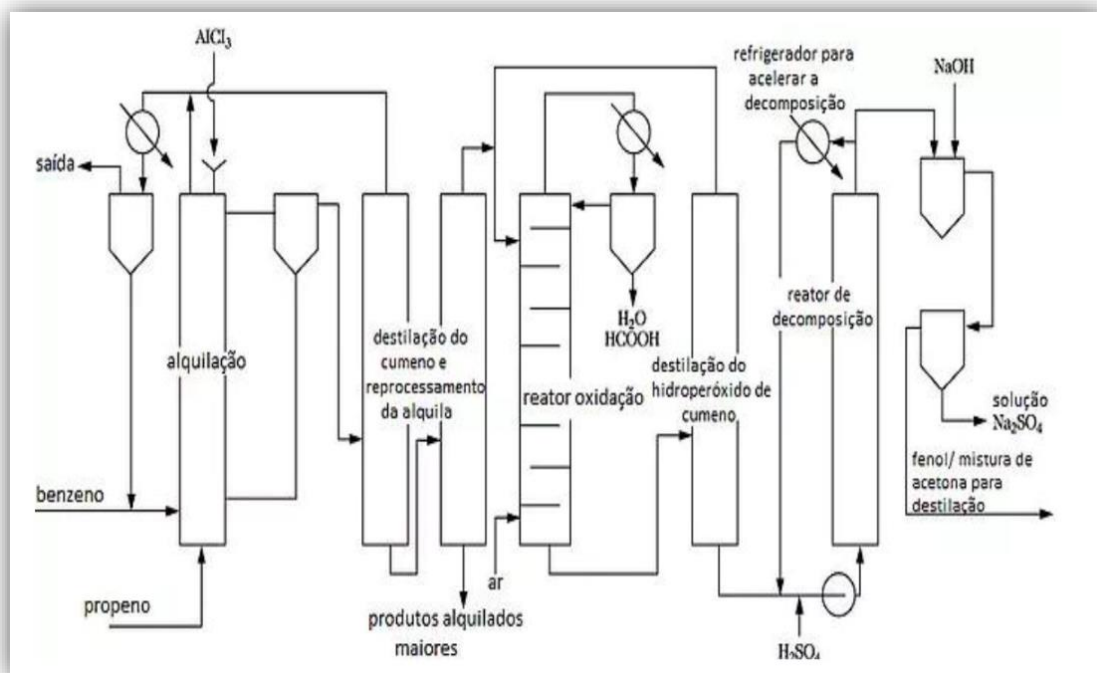 AlCl₃
saída
benzeno
propeno
alquilação
destilação do
cumeno e
reprocessamento
da alquila
produtos alquilados
maiores
ar
reator oxidação
H₂O
HCOOH
destilação do
hidroperóxido de
cumeno
refrigerador para
acelerar a
decomposição
H₂SO₄
reator de
decomposição
NaOH
solução
Na₂SO₄
fenol/ mistura de
acetona para
destilação